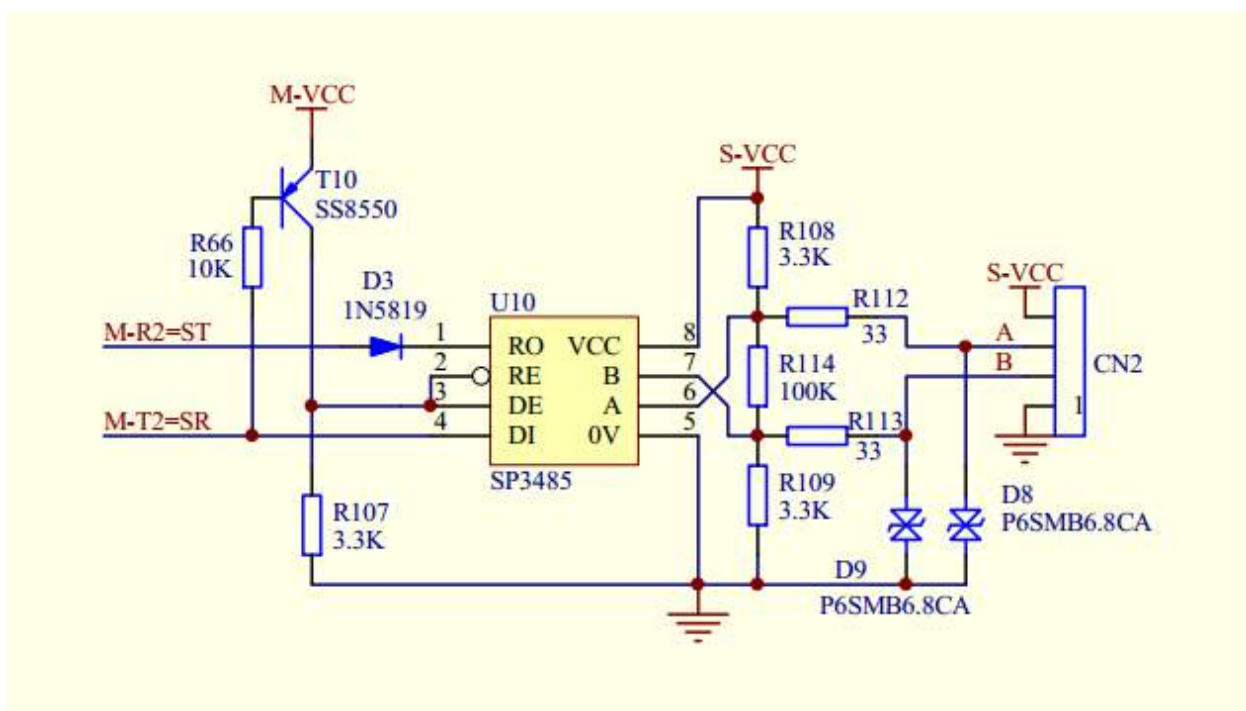 M-VCC
T10
SS8550
S-VCC
R108
3.3K
R66
10K
D3
1N5819
U10
R112
33
S-VCC
M-R2=ST
1
RO
VCC
8
A
2
RE
B
7
R114
100K
B
CN2
3
DE
A
6
M-T2=SR
4
DI
0V
5
R113
33
1
SP3485
R109
3.3K
R107
3.3K
D8
P6SMB6.8CA
D9
P6SMB6.8CA